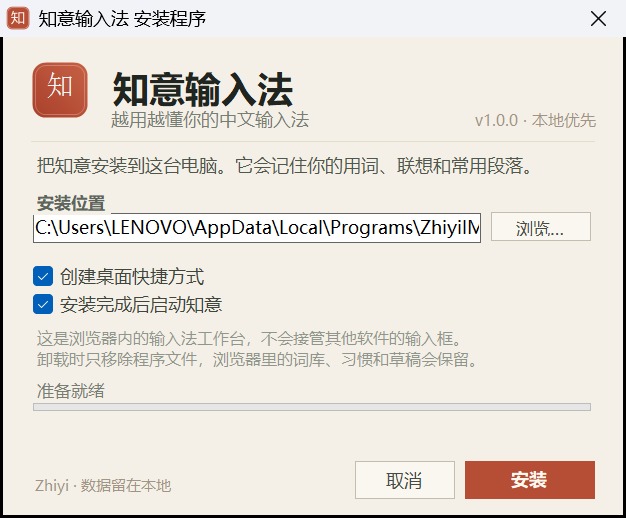 知 知意输入法 安装程序
知
知意输入法
越用越懂你的中文输入法
v1.0.0 · 本地优先
把知意安装到这台电脑。它会记住你的用词、联想和常用段落。
安装位置
C:\Users\LENOVO\AppData\Local\Programs\ZhiyiIM
浏览...
创建桌面快捷方式
安装完成后启动知意
这是浏览器内的输入法工作台，不会接管其他软件的输入框。
卸载时只移除程序文件，浏览器里的词库、习惯和草稿会保留。
准备就绪
Zhiyi · 数据留在本地
取消
安装